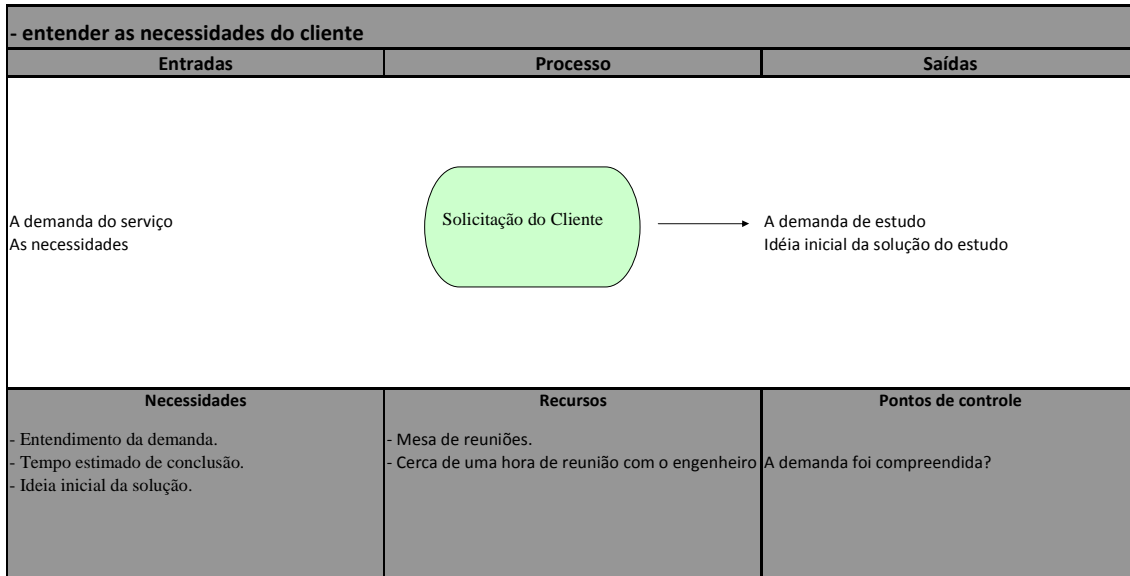 - entender as necessidades do cliente
Entradas
Processo
Saídas
A demanda do serviço
As necessidades
Solicitação do Cliente
A demanda de estudo
Idéia inicial da solução do estudo
Necessidades
- Entendimento da demanda.
- Tempo estimado de conclusão.
- Ideia inicial da solução.
Recursos
- Mesa de reuniões.
- Cerca de uma hora de reunião com o engenheiro
Pontos de controle
A demanda foi compreendida?